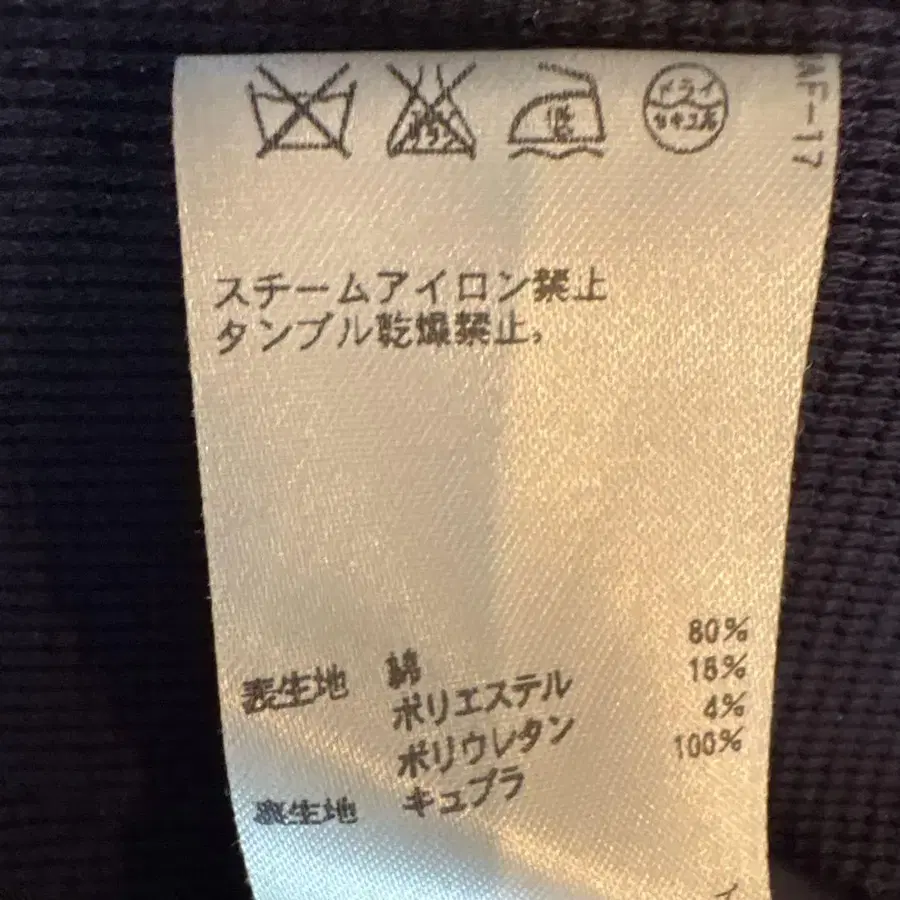 低
ドライ
セキユ系
AF-17
スチームアイロン禁止
タンブル乾燥禁止。
表生地 綿 80%
ポリエステル 16%
ポリウレタン 4%
裏生地 キュプラ 100%